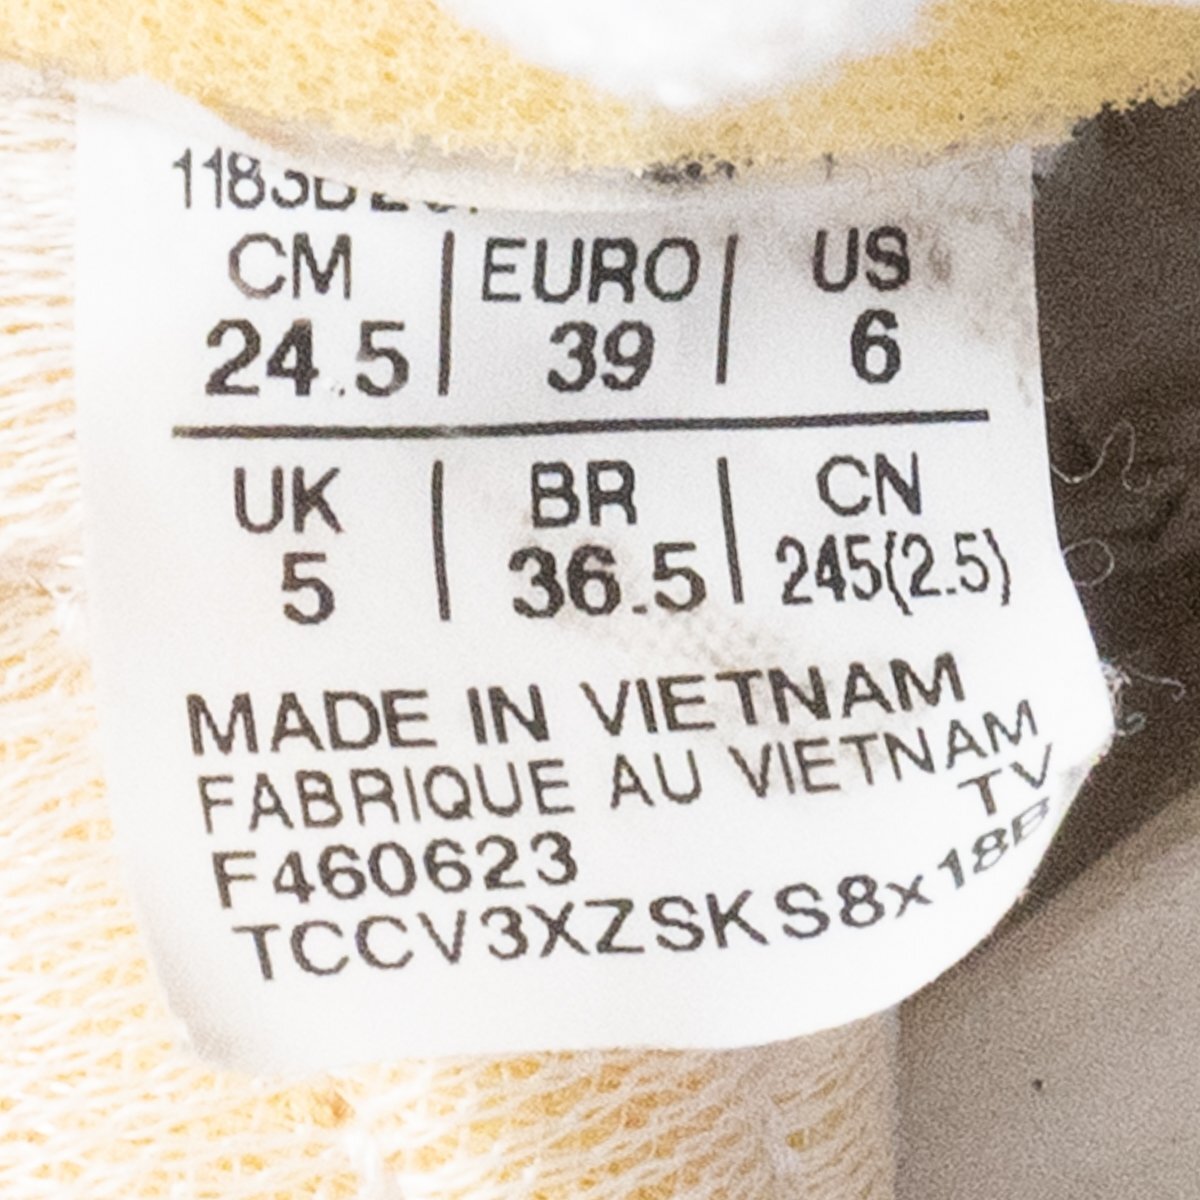 CM | EURO | US
24.5 | 39 | 6
UK | BR | CN
5 | 36.5 | 245(2.5)
MADE IN VIETNAM
FABRIQUE AU VIETNAM
TV
F460623
TCCV3XZSKS8x18B